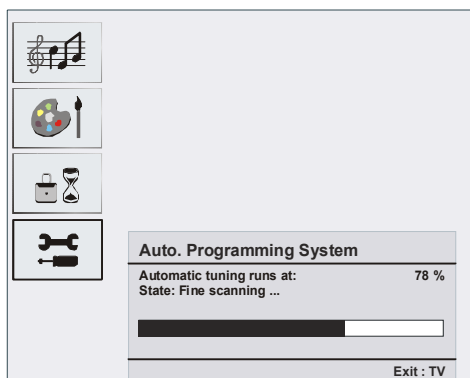 Auto. Programming System
Automatic tuning runs at: 78 %
State: Fine scanning ...
Exit : TV